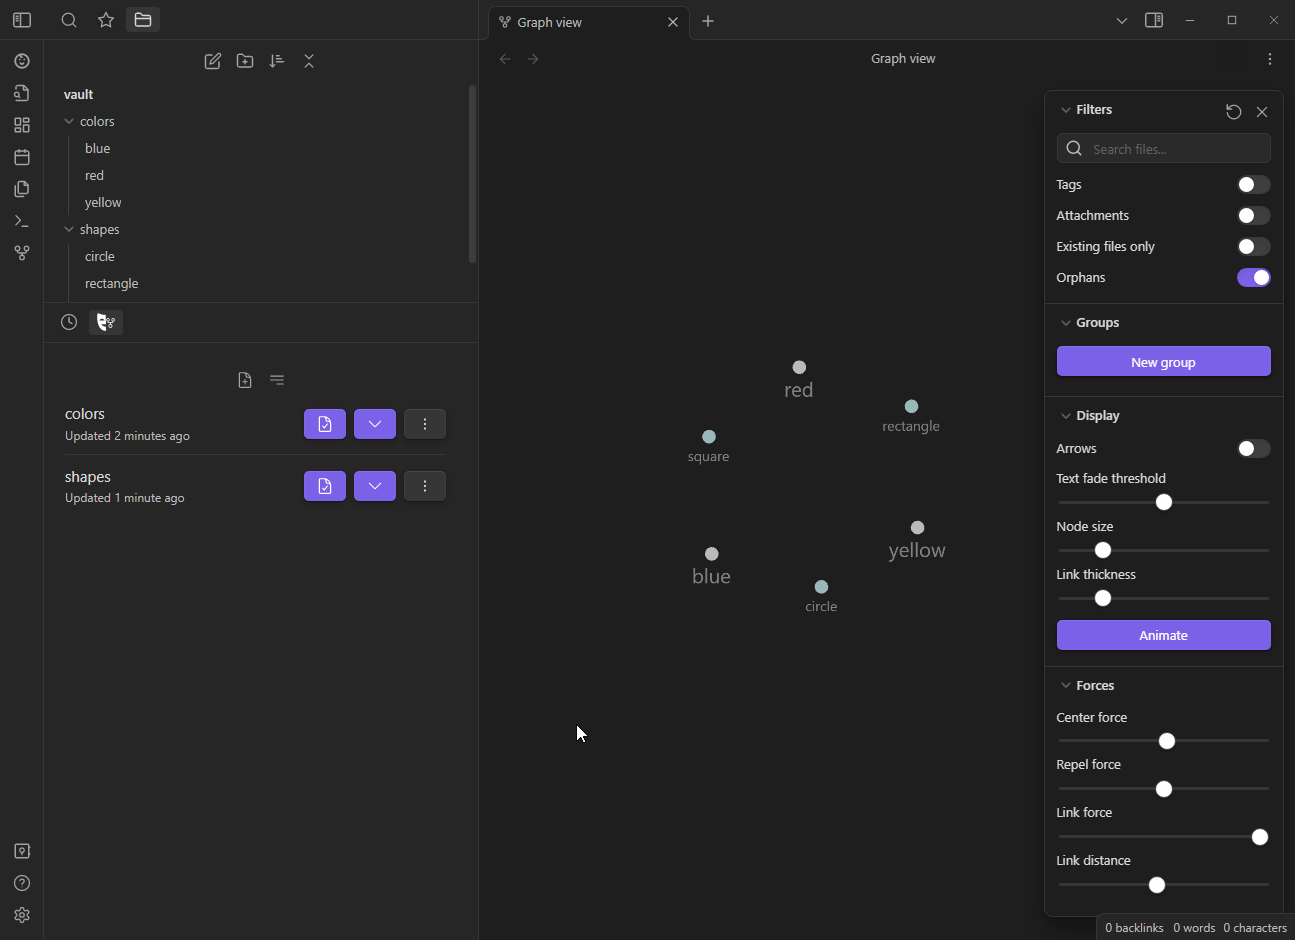 Graph view
Graph view
vault
colors
blue
red
yellow
shapes
circle
rectangle
colors
Updated 2 minutes ago
shapes
Updated 1 minute ago
red
rectangle
square
yellow
blue
circle
Filters
Search files...
Tags
Attachments
Existing files only
Orphans
Groups
New group
Display
Arrows
Text fade threshold
Node size
Link thickness
Animate
Forces
Center force
Repel force
Link force
Link distance
0 backlinks 0 words 0 characters